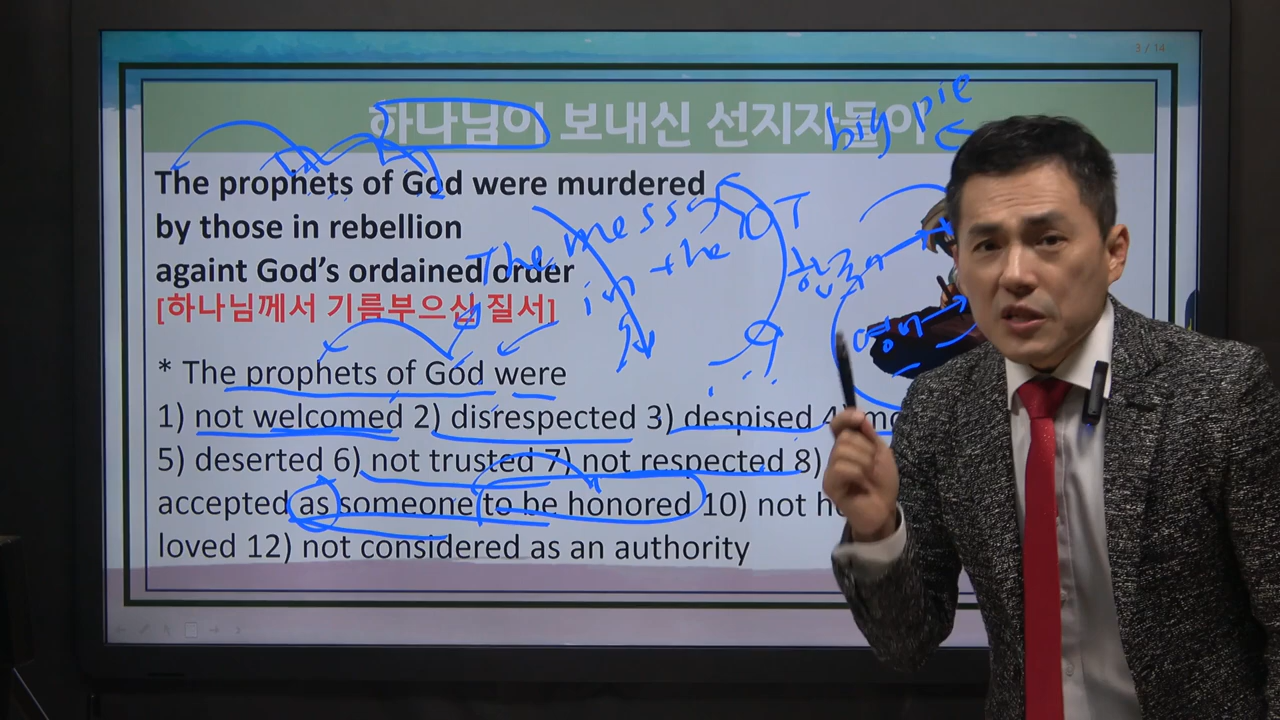 3 / 14
하나님이 보내신 선지자들이
big pie
The prophets of God were murdered
by those in rebellion
againt God's ordained order
[하나님께서 기름부으신 질서]
The mess
in the OT
한국어
영어
* The prophets of God were
1) not welcomed 2) disrespected 3) despised 4)
5) deserted 6) not trusted 7) not respected 8)
accepted as someone to be honored 10) not
loved 12) not considered as an authority